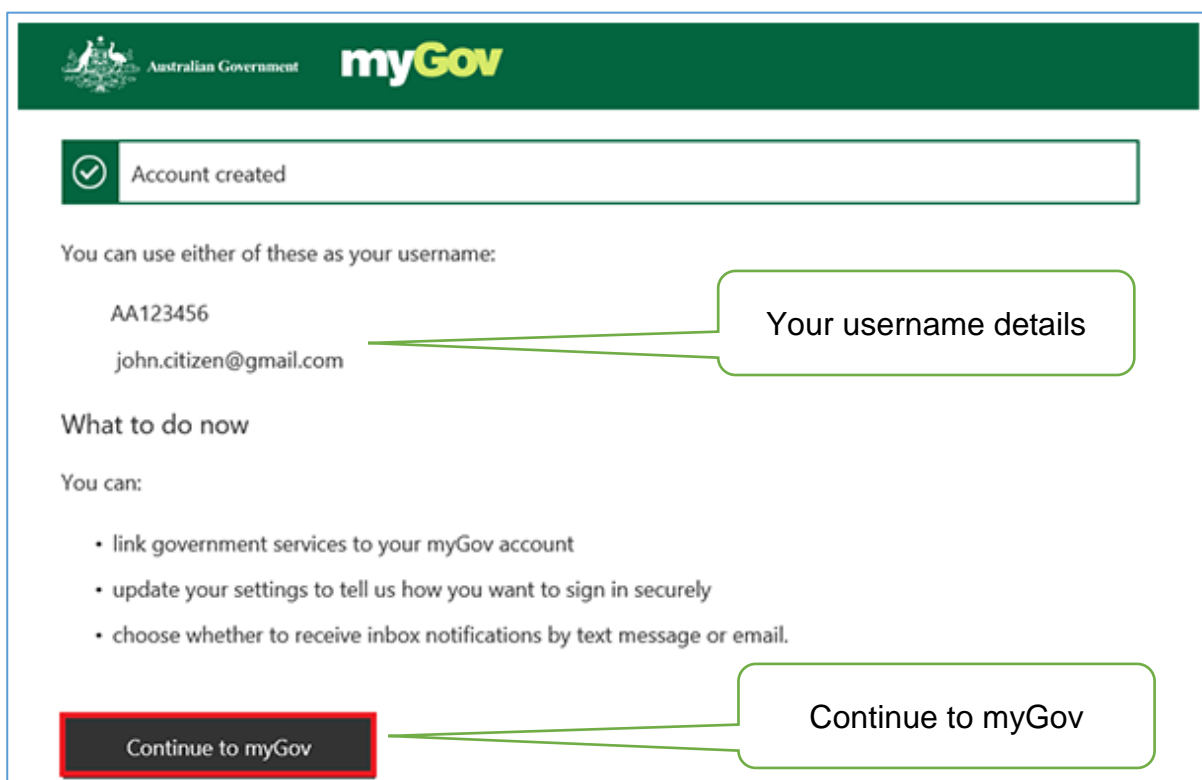 Australian Government myGov
Account created
You can use either of these as your username:
AA123456
Your username details
john.citizen@gmail.com
What to do now
You can:
• link government services to your myGov account
• update your settings to tell us how you want to sign in securely
• choose whether to receive inbox notifications by text message or email.
Continue to myGov
Continue to myGov